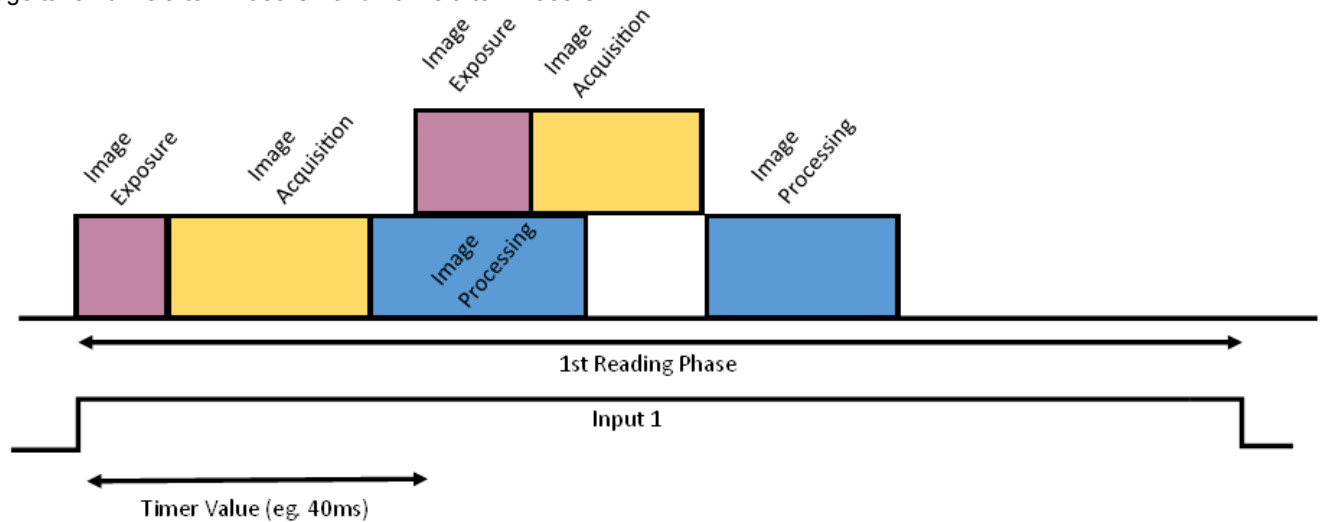 Image
Exposure
Image
Acquisition
Image
Exposure
Image
Acquisition
Image
Processing
Image
Processing
1st Reading Phase
Input 1
Timer Value (eg. 40ms)